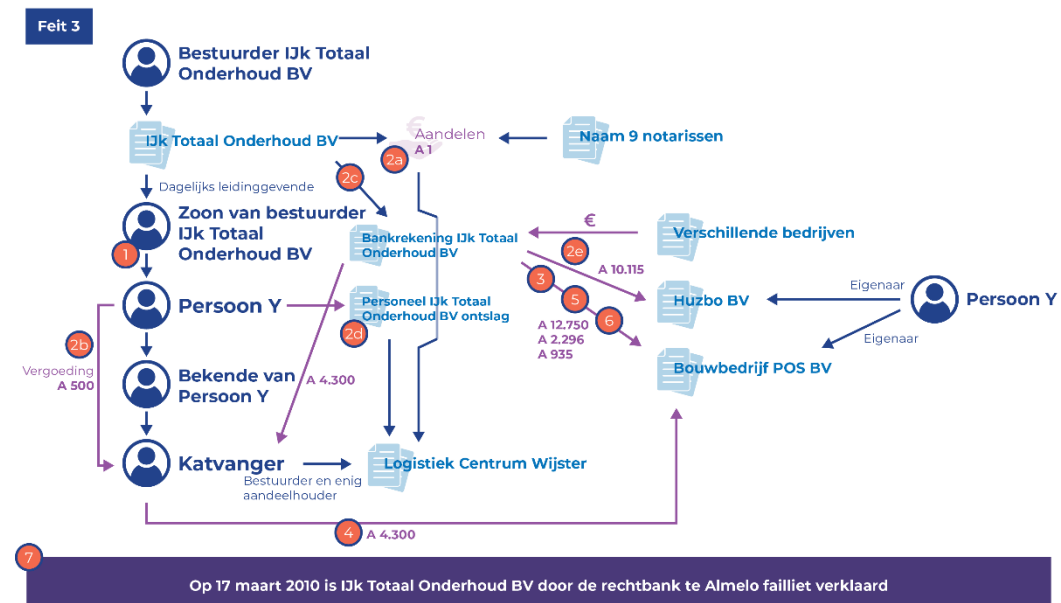 Feit 3
Bestuurder IJk Totaal
Onderhoud BV
IJk Totaal Onderhoud BV
€
Aandelen
A 1
2a
Naam 9 notarissen
2c
Dagelijks leidinggevende
Zoon van bestuurder
IJk Totaal
Onderhoud BV
1
Bankrekening IJk Totaal
Onderhoud BV
€
2e
Verschillende bedrijven
A 10.115
3
5
6
A 12.750
A 2.296
A 935
Huzbo BV
Eigenaar
Eigenaar
Persoon Y
Persoon Y
Personeel IJk Totaal
Onderhoud BV ontslag
2d
2b
Vergoeding
A 500
Bouwbedrijf POS BV
Bekende van
Persoon Y
A 4.300
Katvanger
Bestuurder en enig
aandeelhouder
Logistiek Centrum Wijster
4
A 4.300
7
Op 17 maart 2010 is IJk Totaal Onderhoud BV door de rechtbank te Almelo failliet verklaard